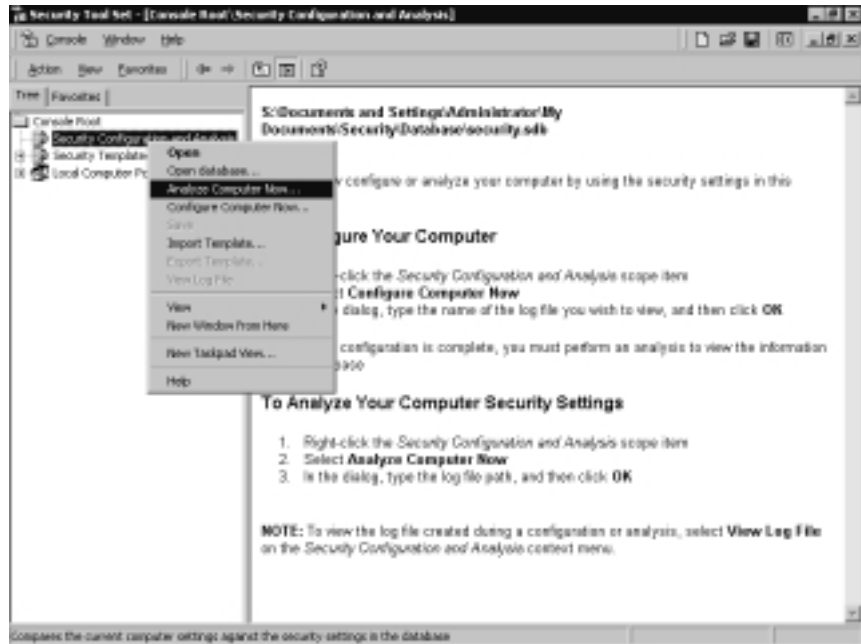 Security Tool Set - [Console Root\Security Configuration and Analysis]
Console Window Help
Action View Favorites
Tree Favorites
Console Root
Security Configuration and Analysis
Security Template
Local Computer Po
Open
Open database...
Analyze Computer Now...
Configure Computer Now...
Save
Import Template...
Export Template...
View Log File
View
New Window from Here
New Taskpad View...
Help
S:\Documents and Settings\Administrator\My
Documents\Security\Database\security.sdb
configure or analyze your computer by using the security settings in this
gure Your Computer
-click the Security Configuration and Analysis scope item
t Configure Computer Now
dialog, type the name of the log file you wish to view, and then click OK
configuration is complete, you must perform an analysis to view the information
base
To Analyze Your Computer Security Settings
1. Right-click the Security Configuration and Analysis scope item
2. Select Analyze Computer Now
3. In the dialog, type the log file path, and then click OK
NOTE: To view the log file created during a configuration or analysis, select View Log File
on the Security Configuration and Analysis context menu.
Compares the current computer settings against the security settings in the database